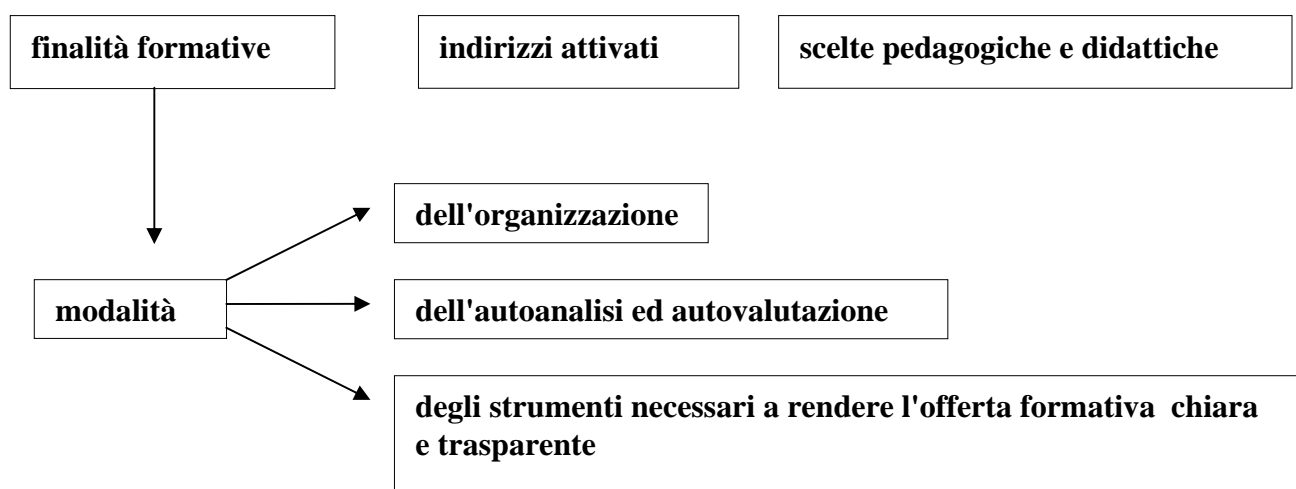 finalità formative
indirizzi attivati
scelte pedagogiche e didattiche
dell'organizzazione
modalità
dell'autoanalisi ed autovalutazione
degli strumenti necessari a rendere l'offerta formativa chiara
e trasparente